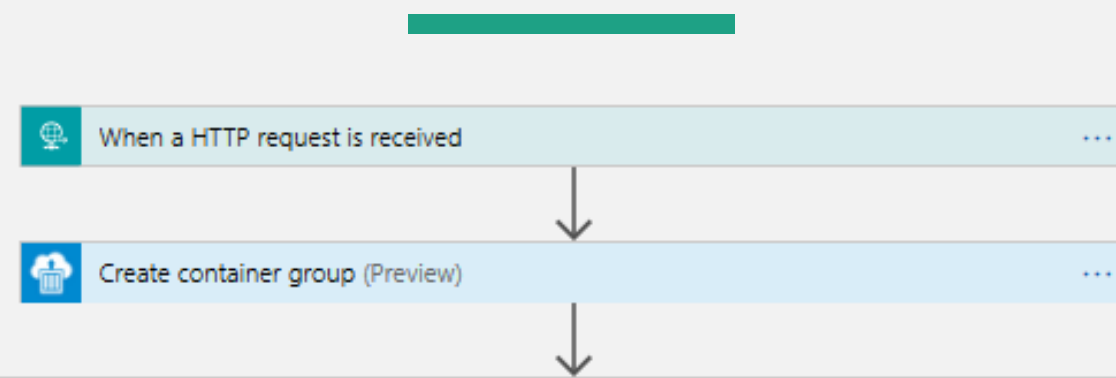 When a HTTP request is received
Create container group (Preview)